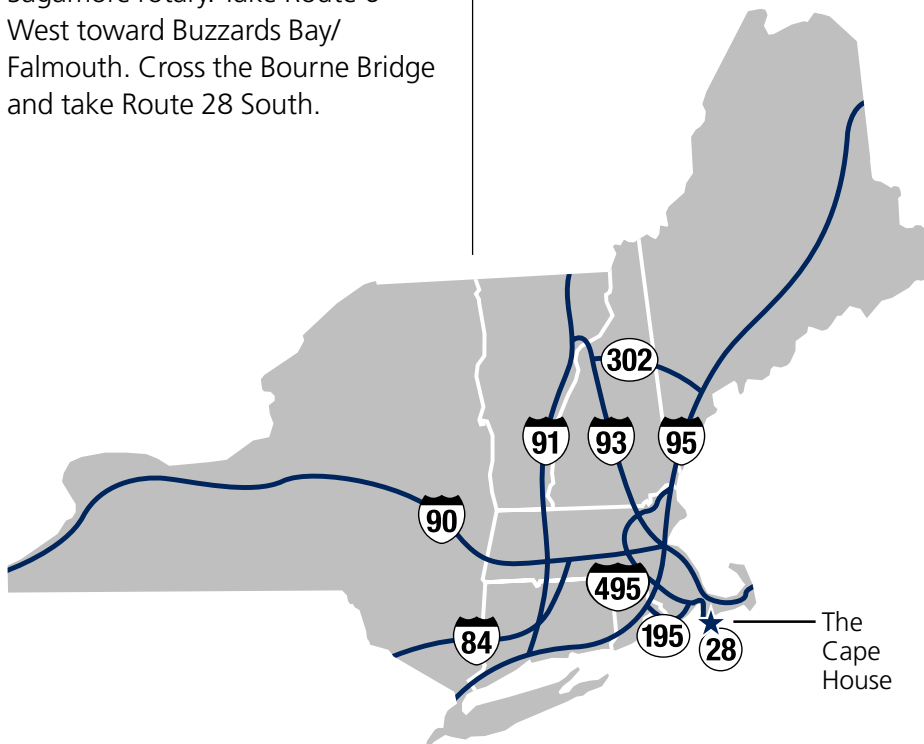 West toward Buzzards Bay/
Falmouth. Cross the Bourne Bridge
and take Route 28 South.
302
91
93
95
90
495
84
195
28
The
Cape
House